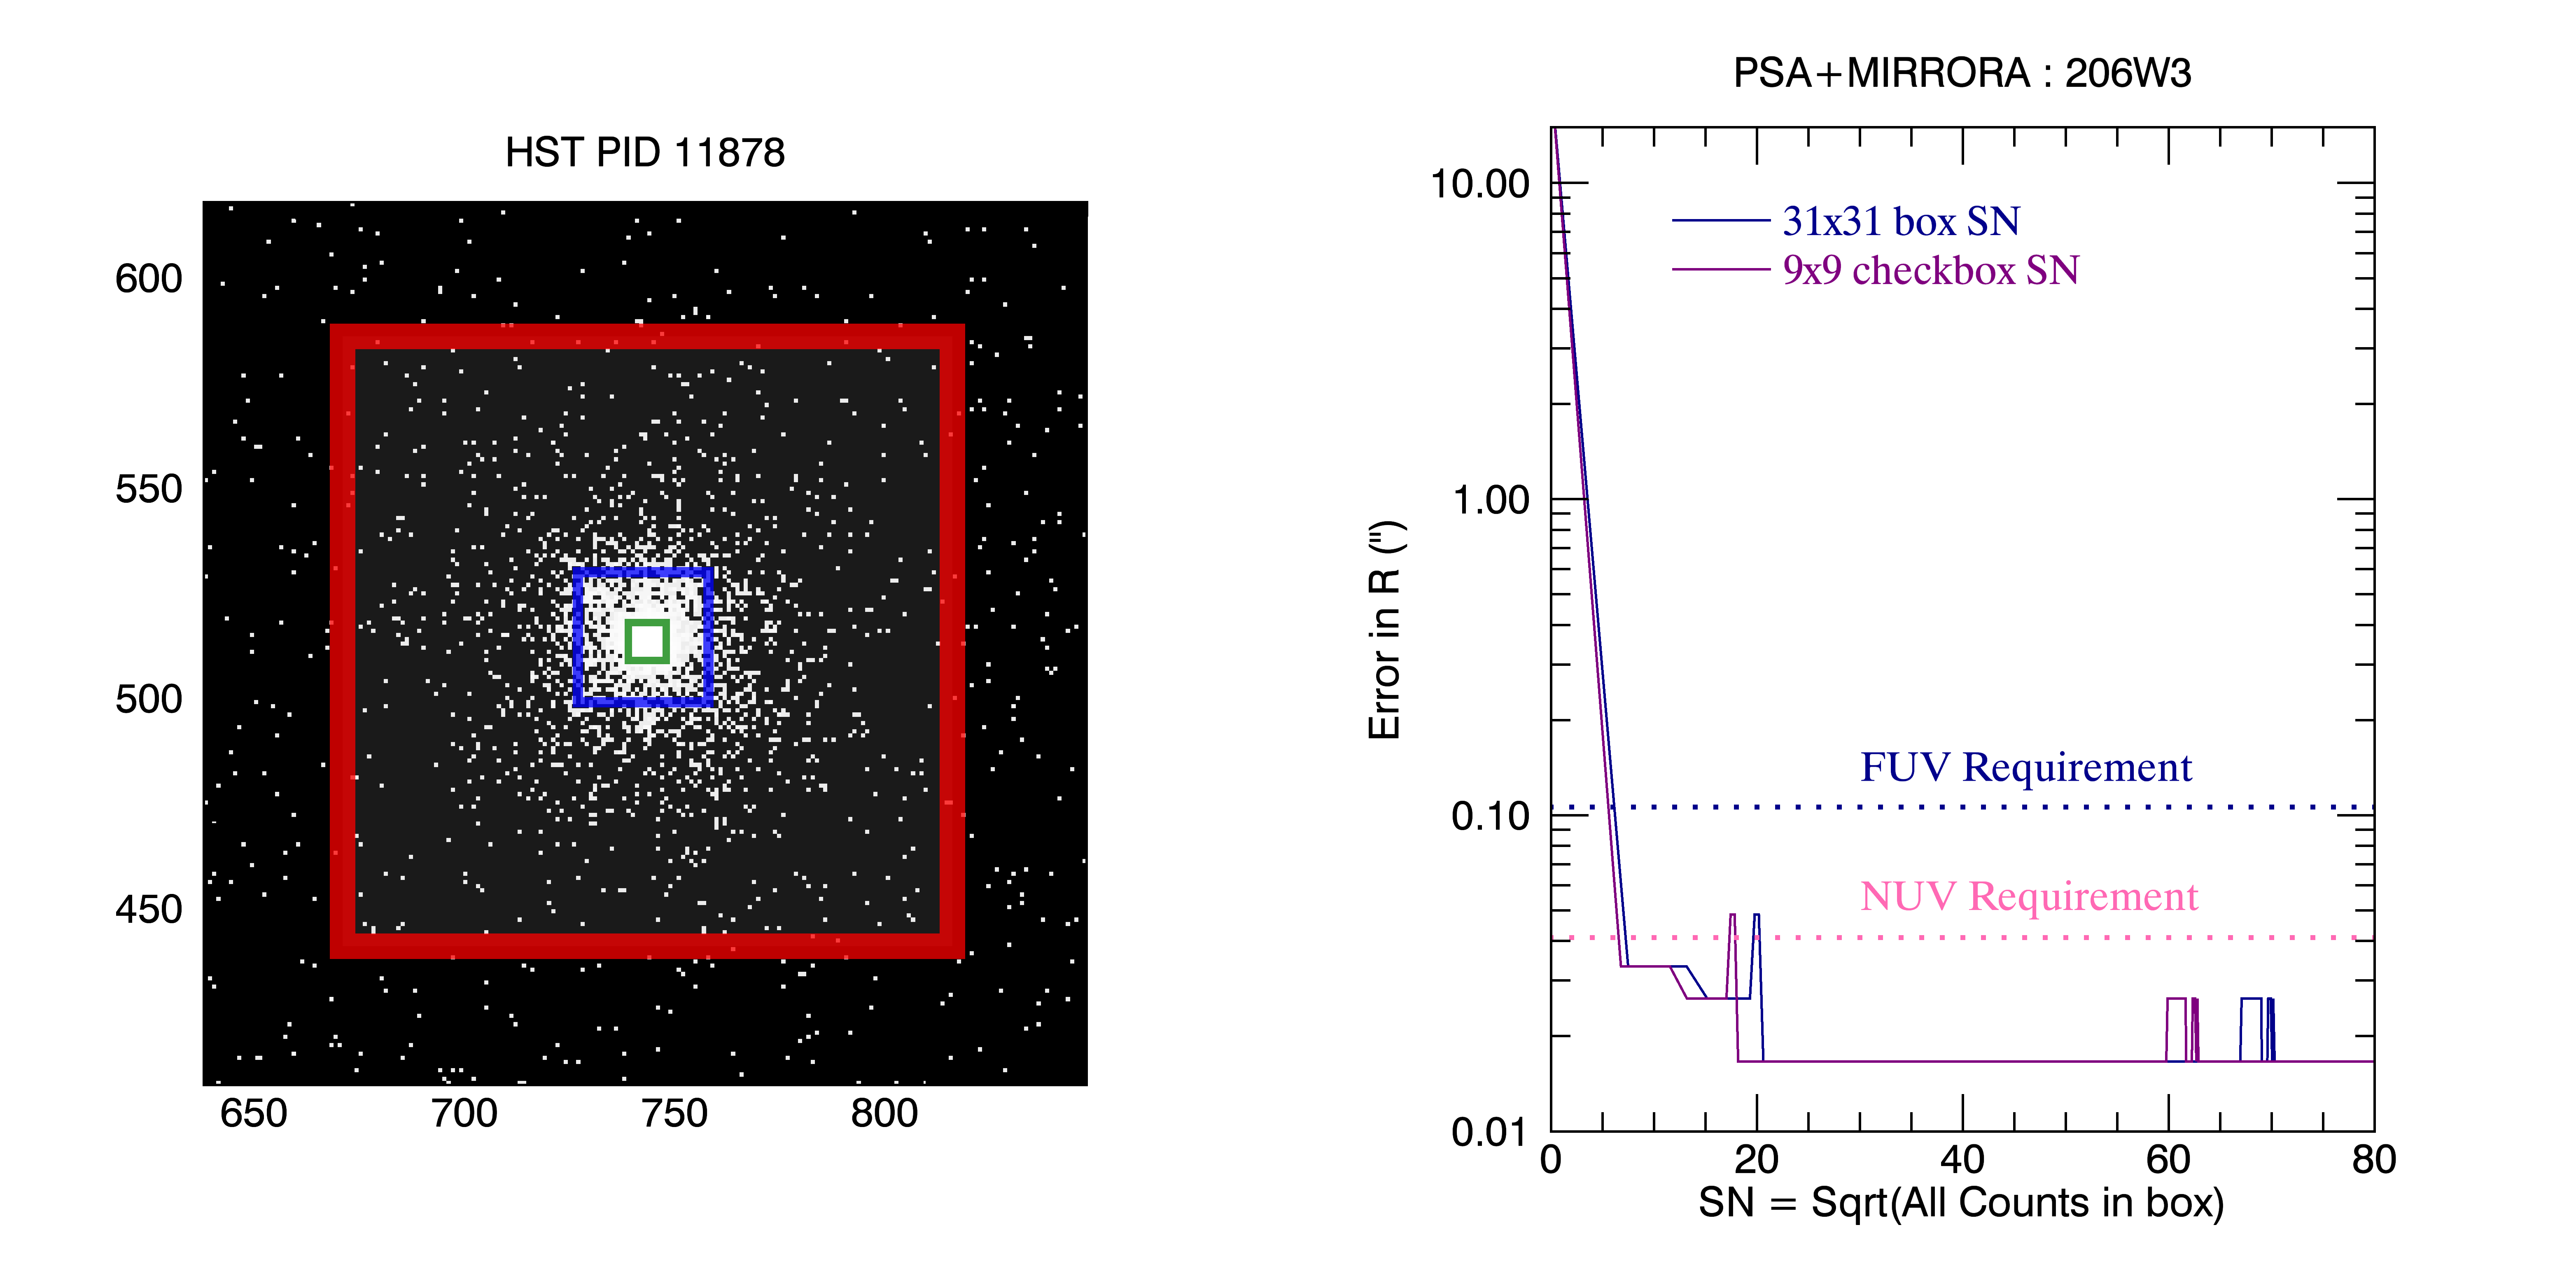 HST PID 11878
600
550
500
450
650 700 750 800
PSA+MIRRORA : 206W3
10.00
1.00
0.10
0.01
Error in R (")
31x31 box SN
9x9 checkbox SN
FUV Requirement
NUV Requirement
0 20 40 60 80
SN = Sqrt(All Counts in box)